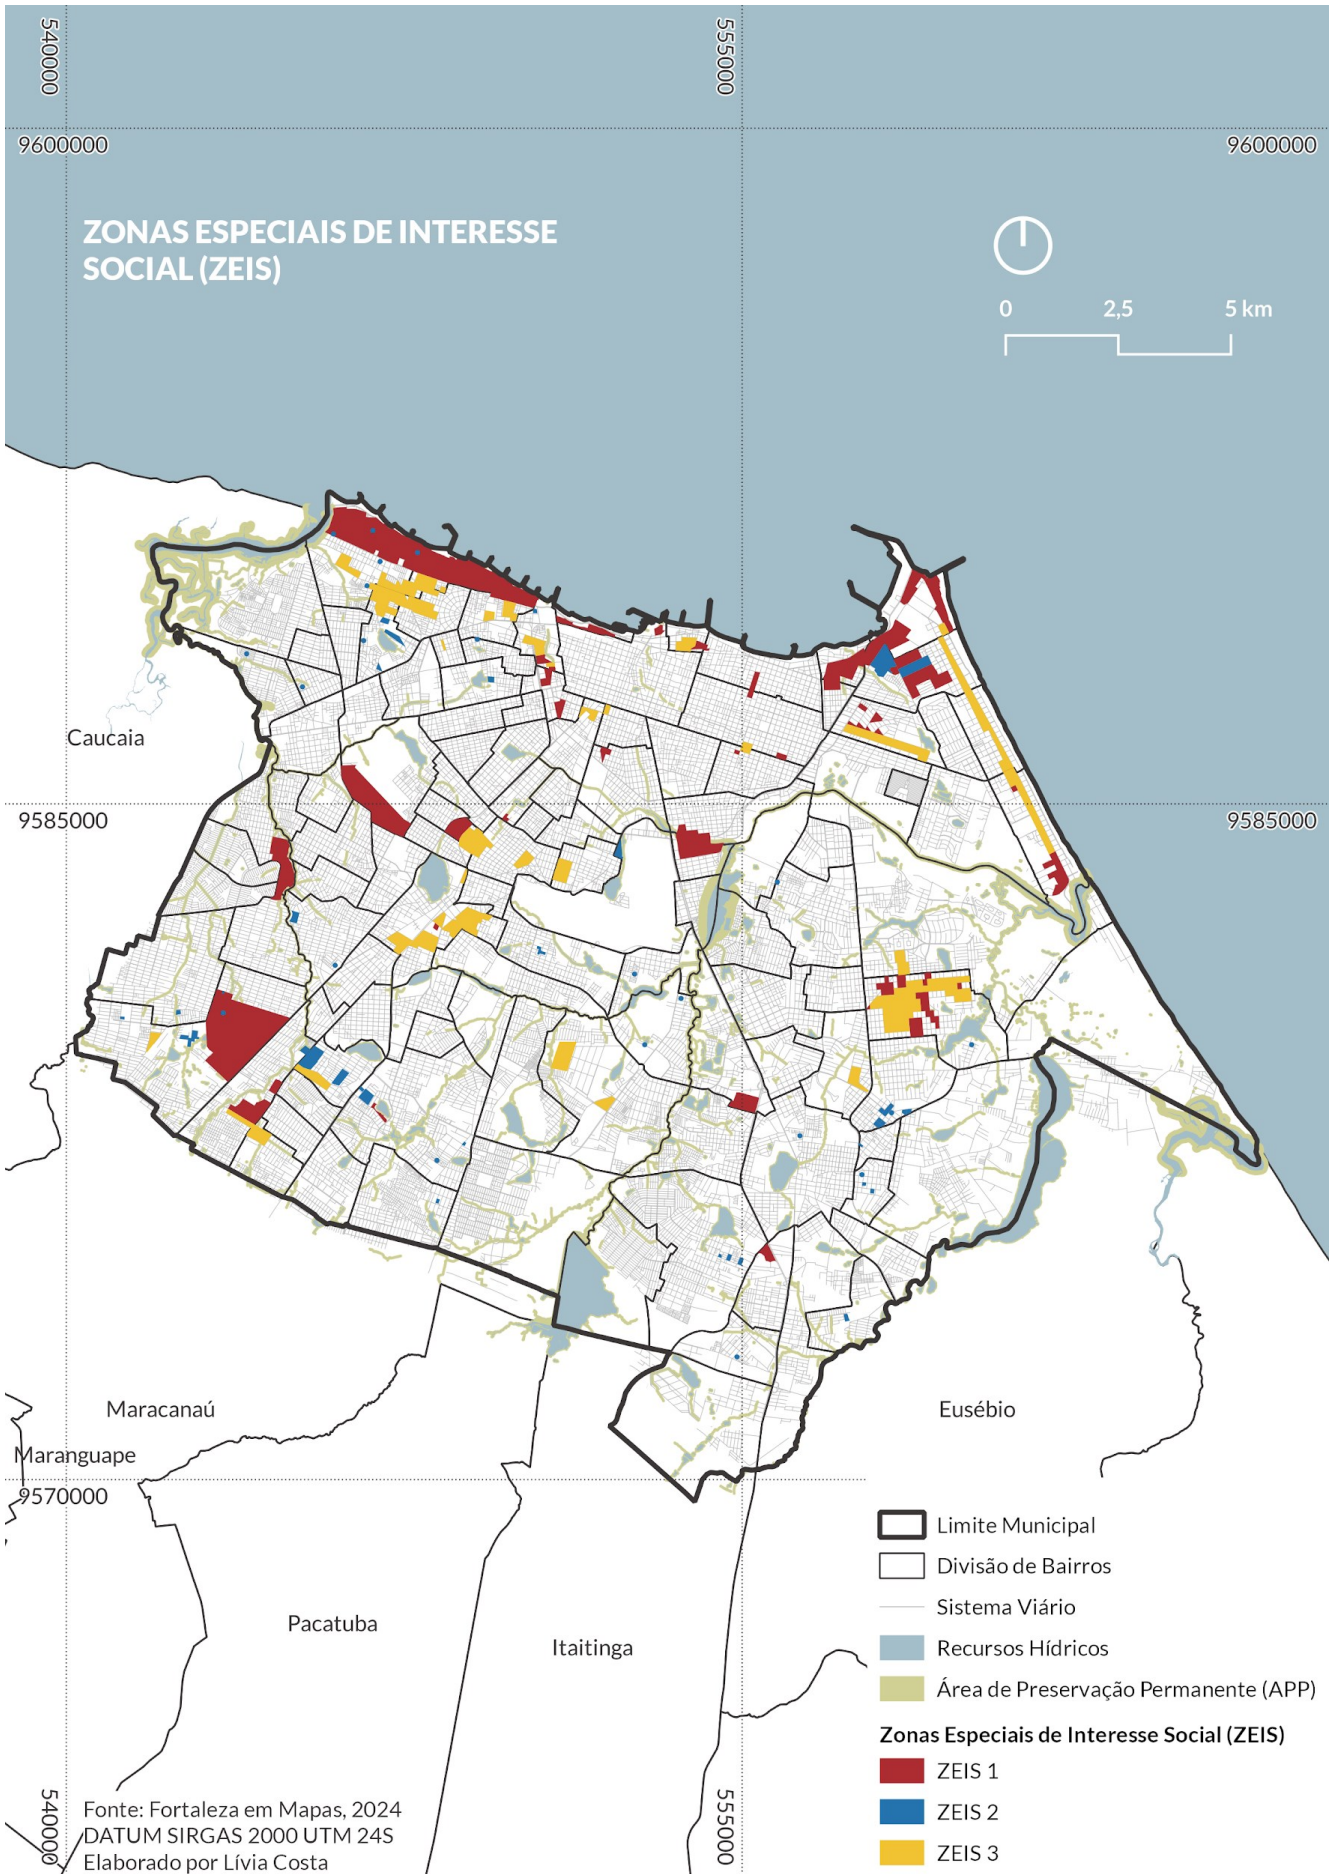 540000
555000
9600000
9600000
ZONAS ESPECIAIS DE INTERESSE
SOCIAL (ZEIS)
0 2,5 5 km
Caucaia
9585000
9585000
Maracanaú
Eusébio
Maranguape
9570000
Pacatuba
Itaitinga
Limite Municipal
Divisão de Bairros
Sistema Viário
Recursos Hídricos
Área de Preservação Permanente (APP)
Zonas Especiais de Interesse Social (ZEIS)
ZEIS 1
ZEIS 2
ZEIS 3
540000
555000
Fonte: Fortaleza em Mapas, 2024
DATUM SIRGAS 2000 UTM 24S
Elaborado por Lívia Costa